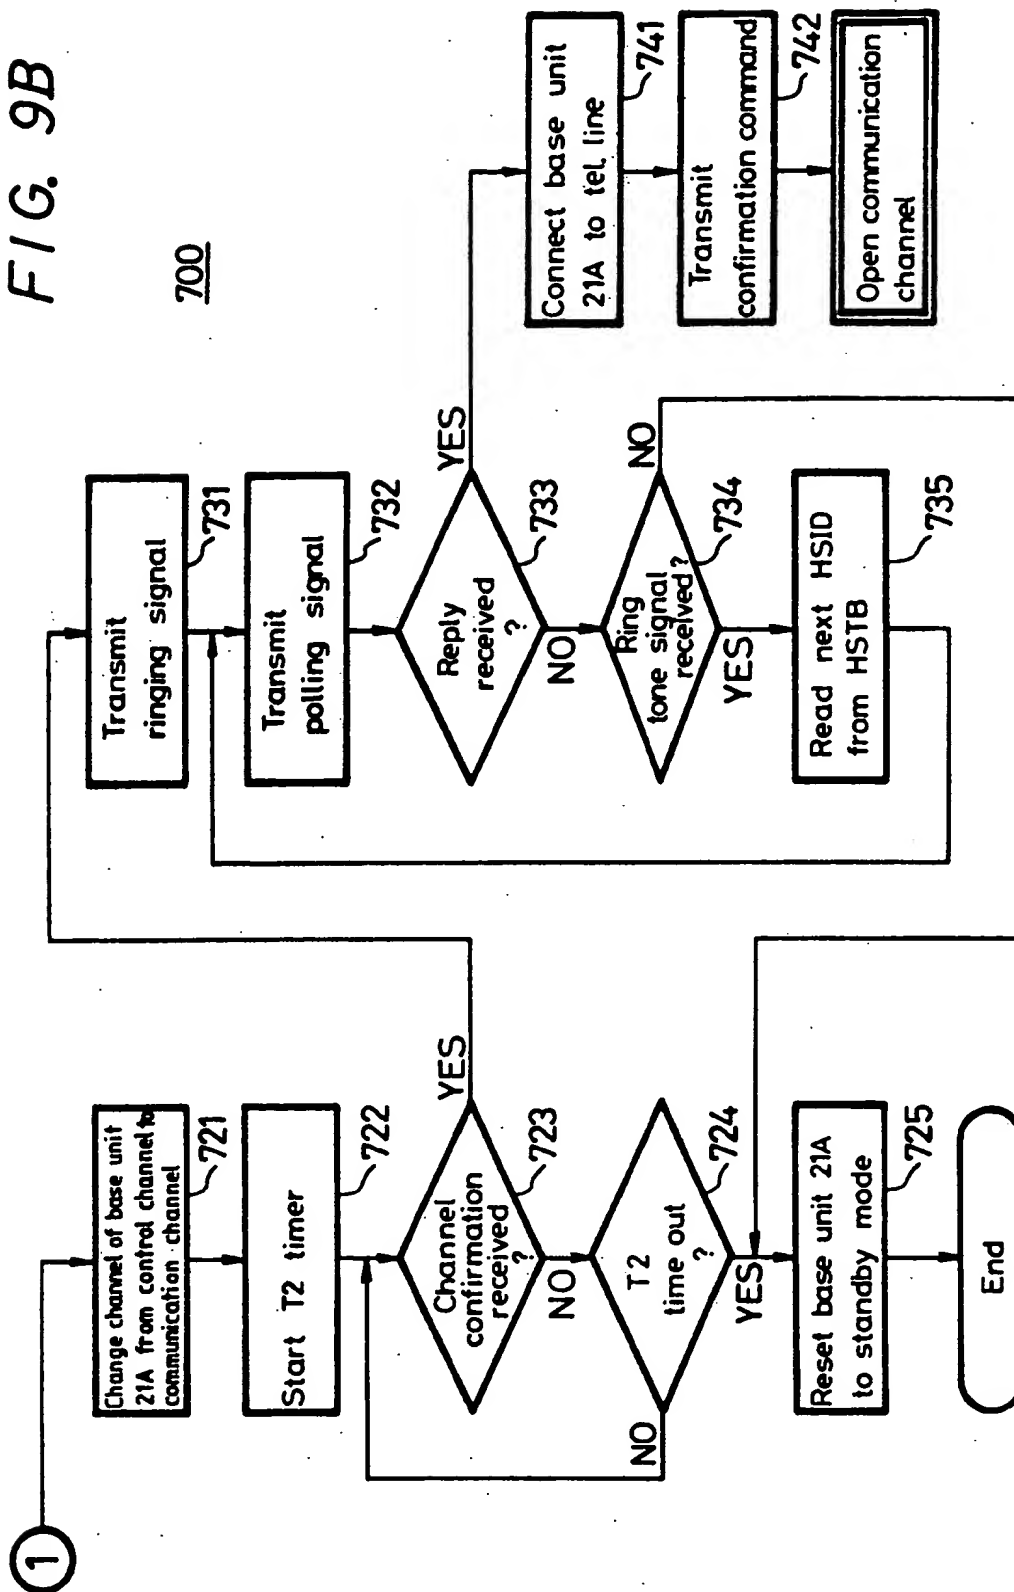 FIG. 9B
700
1
Change channel of base unit
21A from control channel to
communication channel
721
Start T2 timer
722
Channel
confirmation
received
?
723
YES
NO
T2
time out
?
724
NO
YES
Reset base unit 21A
to standby mode
725
End
Transmit
ringing signal
731
Transmit
polling signal
732
Reply
received
?
733
YES
NO
Ring
tone signal
received?
734
NO
YES
Read next HSID
from HSTB
735
Connect base unit
21A to tel. line
741
Transmit
confirmation command
742
Open communication
channel